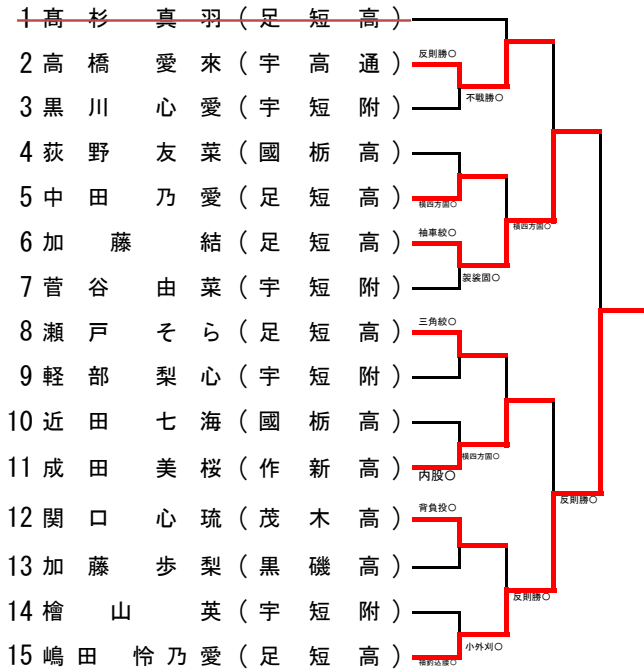 1 髙杉 真羽(足短高)
2 高橋 愛來(宇高通) 反則勝○
不戦勝○
3 黒川 心愛(宇短附)
4 荻野 友菜(國栃高)
5 中田 乃愛(足短高) 横四方固○
横四方固○
6 加藤 結(足短高) 袖車絞○
袈裟固○
7 菅谷 由菜(宇短附)
8 瀬戸 そら(足短高) 三角絞○
9 軽部 梨心(宇短附)
10 近田 七海(國栃高)
横四方固○
11 成田 美桜(作新高) 内股○
反則勝○
12 関口 心琉(茂木高) 背負投○
13 加藤 歩梨(黒磯高)
反則勝○
14 檜山 英(宇短附)
小外刈○
15 嶋田 怜乃愛(足短高) 袖釣込腰○